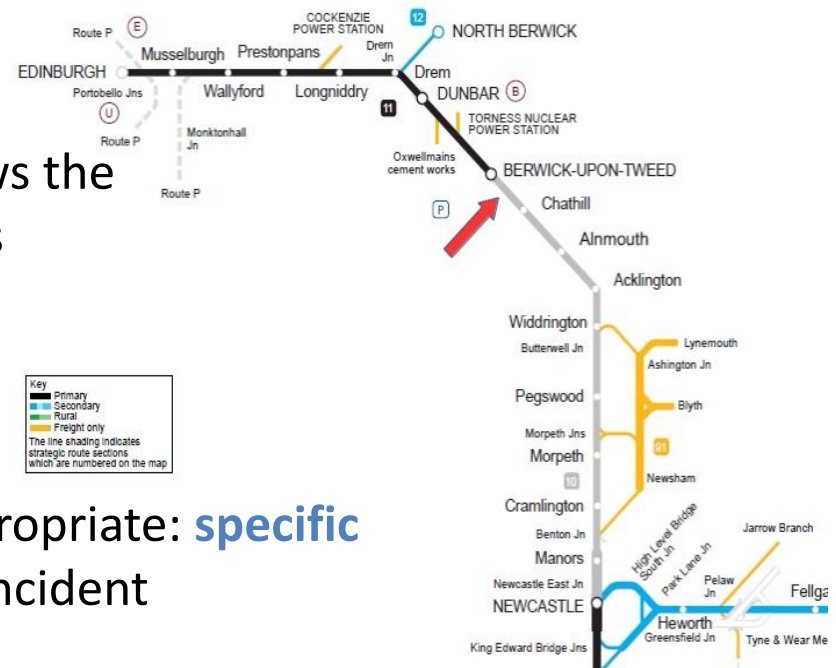 COCKENZIE
POWER STATION
12
NORTH BERWICK
Route P
E
Musselburgh
Prestonpans
Drem
Jn
EDINBURGH
Drem
Portobello Jns
Wallyford
Longniddry
DUNBAR
B
11
U
TORNESS NUCLEAR
POWER STATION
Route P
Monktonhall
Jn
Oxwellmains
cement works
ws the
BERWICK-UPON-TWEED
Route P
P
Chathill
s
Alnmouth
Acklington
Widdrington
Butterwell Jn
Lynemouth
Ashington Jn
Key
Primary
Secondary
Rural
Freight only
The line shading indicates
strategic route sections
which are numbered on the map
Pegswood
Blyth
Morpeth Jns
Morpeth
10
Newsham
Cramlington
ropriate: specific
Benton Jn
High Level Bridge
South Jn
Park Lane Jn
Jarrow Branch
Manors
ncident
Newcastle East Jn
Pelaw
Jn
Fellga
NEWCASTLE
Heworth
Greensfield Jn
Tyne & Wear Me
King Edward Bridge Jns